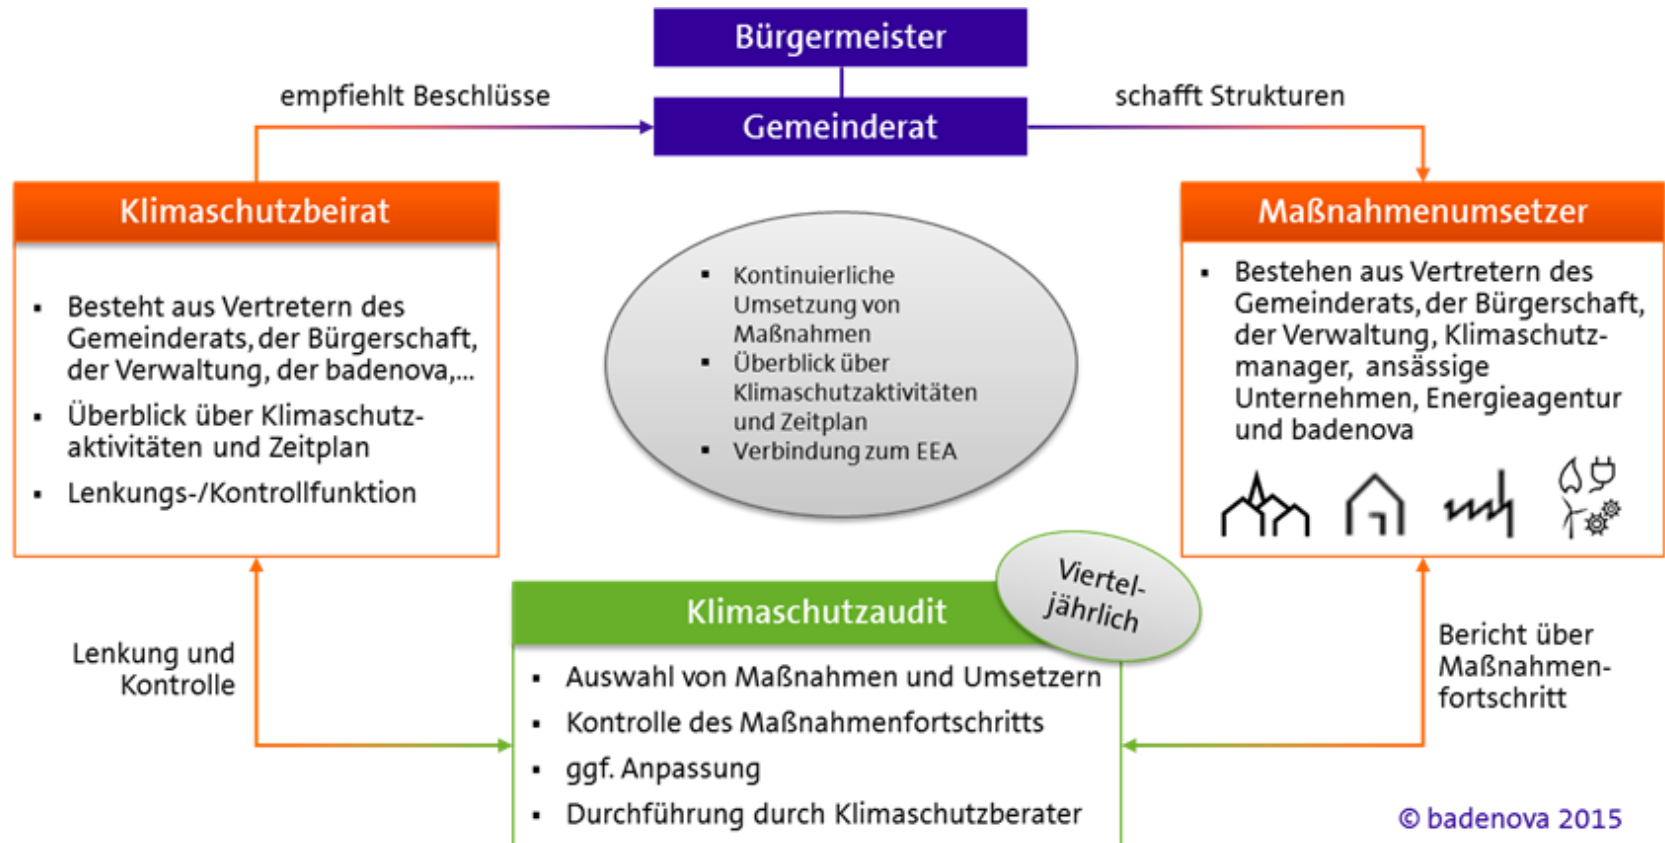 Bürgermeister
empfiehlt Beschlüsse
schafft Strukturen
Gemeinderat
Klimaschutzbeirat
▪ Besteht aus Vertretern des
Gemeinderats, der Bürgerschaft,
der Verwaltung, der badenova,...
▪ Überblick über Klimaschutz-
aktivitäten und Zeitplan
▪ Lenkungs-/Kontrollfunktion
▪ Kontinuierliche
Umsetzung von
Maßnahmen
▪ Überblick über
Klimaschutzaktivitäten
und Zeitplan
▪ Verbindung zum EEA
Maßnahmenumsetzer
▪ Bestehen aus Vertretern des
Gemeinderats, der Bürgerschaft,
der Verwaltung, Klimaschutz-
manager, ansässige
Unternehmen, Energieagentur
und badenova
Lenkung und
Kontrolle
Klimaschutzaudit
Viertel-
jährlich
▪ Auswahl von Maßnahmen und Umsetzern
▪ Kontrolle des Maßnahmenfortschritts
▪ ggf. Anpassung
▪ Durchführung durch Klimaschutzberater
Bericht über
Maßnahmen-
fortschritt
© badenova 2015